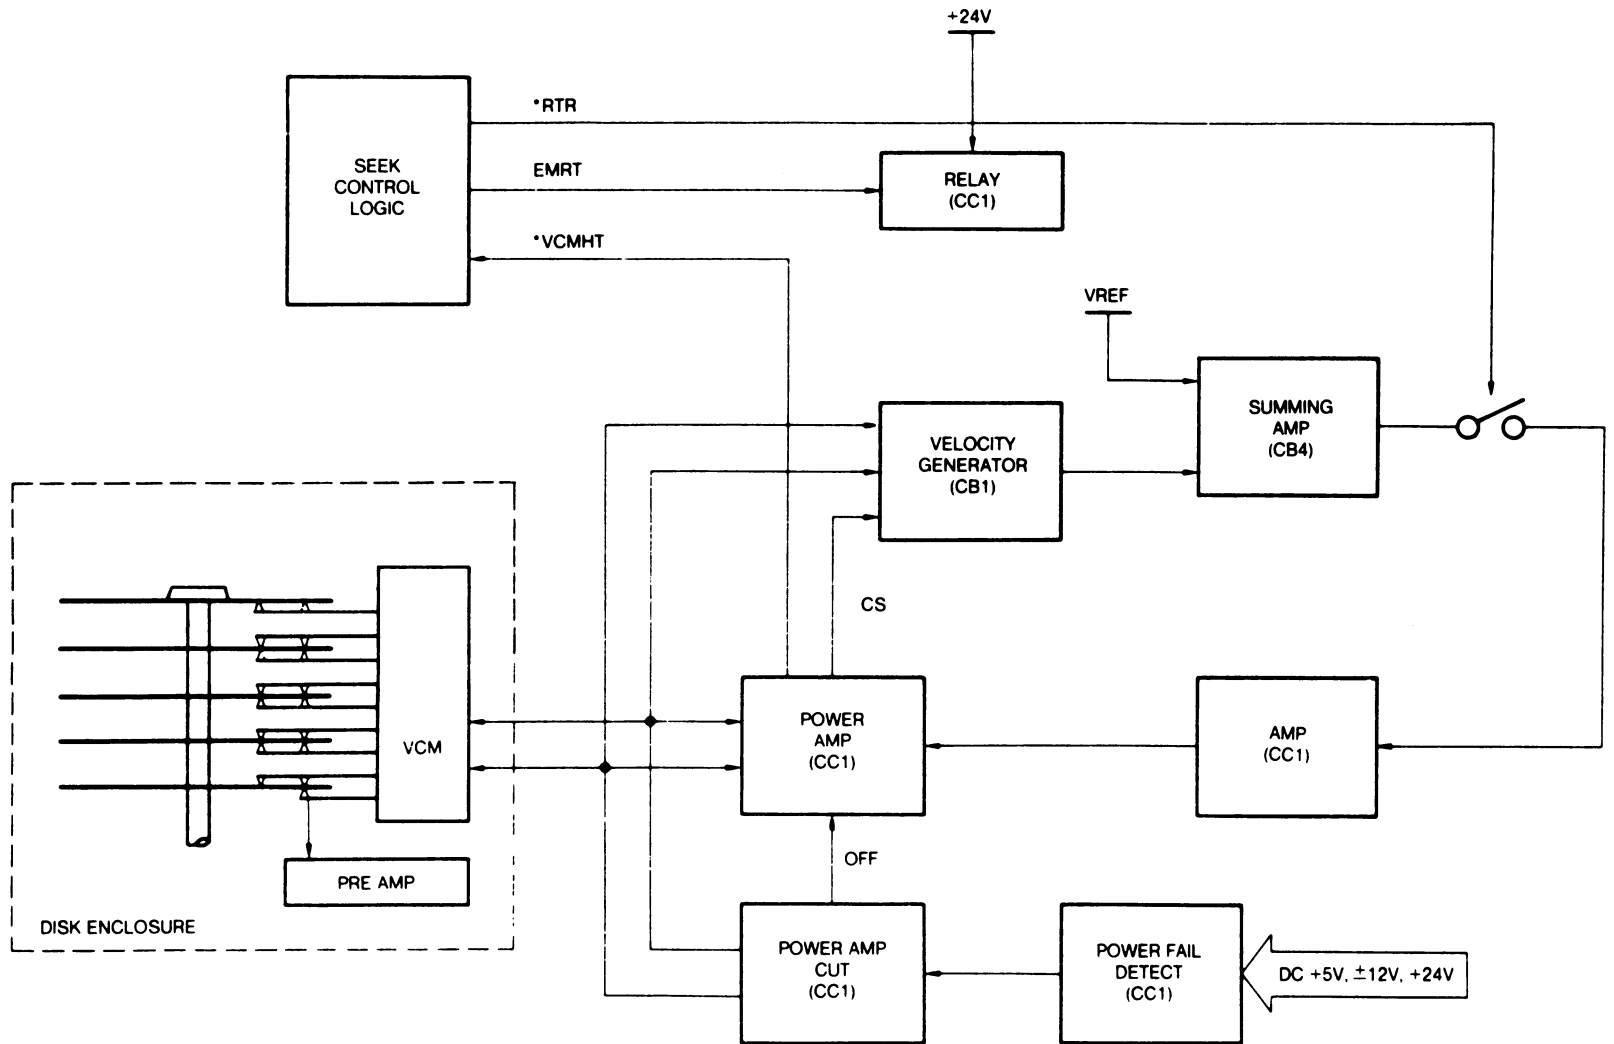 +24V
*RTR
SEEK
CONTROL
LOGIC
EMRT
RELAY
(CC1)
*VCMHT
VREF
SUMMING
AMP
(CB4)
VELOCITY
GENERATOR
(CB1)
CS
VCM
POWER
AMP
(CC1)
AMP
(CC1)
OFF
PRE AMP
DISK ENCLOSURE
POWER AMP
CUT
(CC1)
POWER FAIL
DETECT
(CC1)
DC +5V, ±12V, +24V